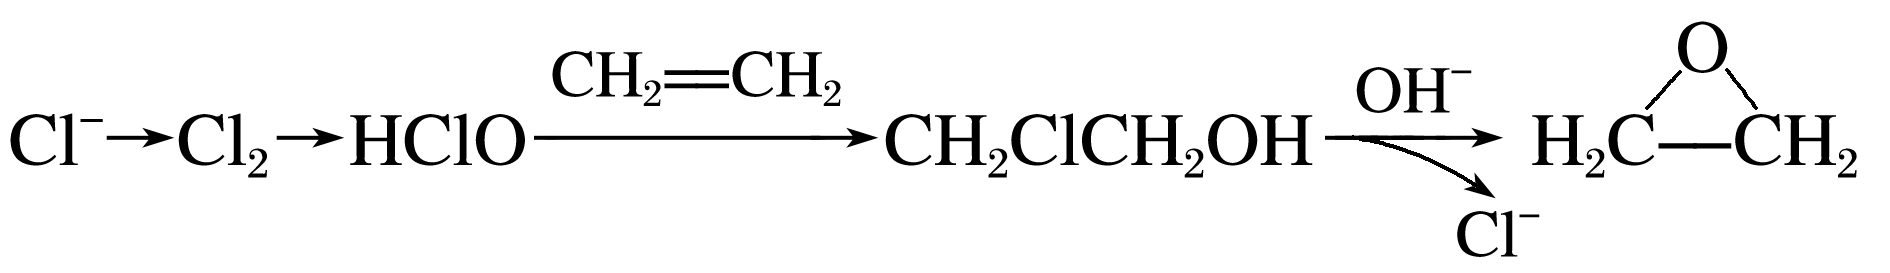 O
CH₂=CH₂ OH⁻
Cl⁻→Cl₂→HClO→CH₂ClCH₂OH→H₂C—CH₂
Cl⁻